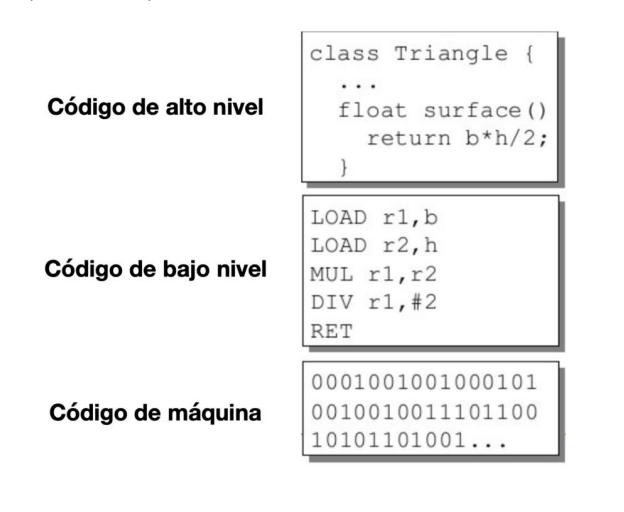 Código de alto nivel
class Triangle {
...
float surface()
return b*h/2;
}
Código de bajo nivel
LOAD r1,b
LOAD r2,h
MUL r1,r2
DIV r1,#2
RET
Código de máquina
0001001001000101
0010010011101100
10101101001...